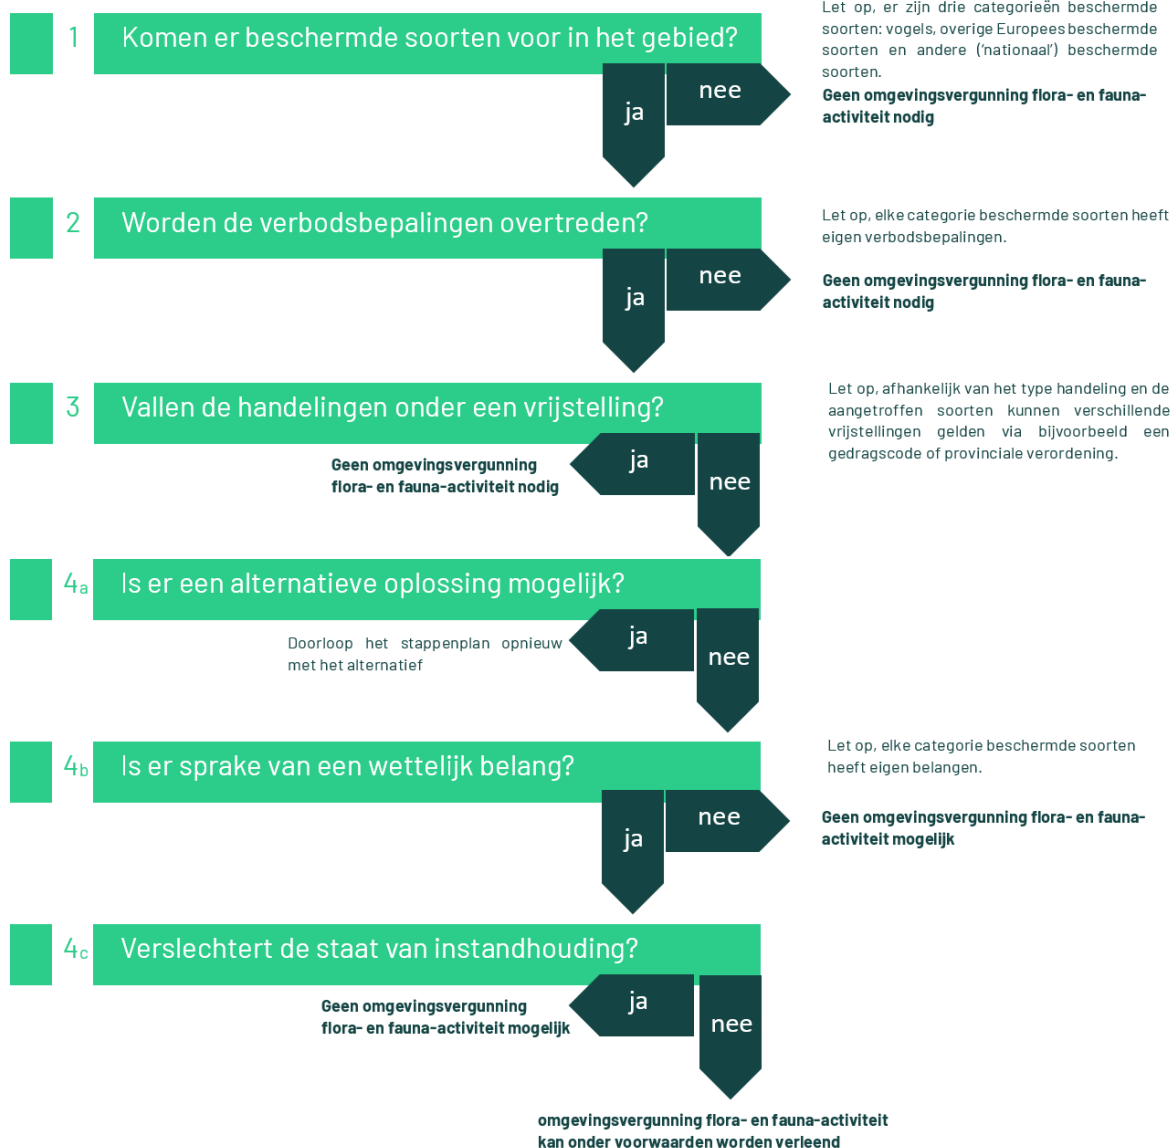 Let op, er zijn drie categorieën beschermde
soorten: vogels, overige Europees beschermde
soorten en andere (‘nationaal’) beschermde
soorten.
1 Komen er beschermde soorten voor in het gebied?
nee
Geen omgevingsvergunning flora- en fauna-
activiteit nodig
ja
2 Worden de verbodsbepalingen overtreden?
Let op, elke categorie beschermde soorten heeft
eigen verbodsbepalingen.
nee
Geen omgevingsvergunning flora- en fauna-
activiteit nodig
ja
3 Vallen de handelingen onder een vrijstelling?
Let op, afhankelijk van het type handeling en de
aangetroffen soorten kunnen verschillende
vrijstellingen gelden via bijvoorbeeld een
gedragscode of provinciale verordening.
ja
Geen omgevingsvergunning
flora- en fauna-activiteit nodig
nee
4a Is er een alternatieve oplossing mogelijk?
ja
Doorloop het stappenplan opnieuw
met het alternatief
nee
4b Is er sprake van een wettelijk belang?
Let op, elke categorie beschermde soorten
heeft eigen belangen.
nee
Geen omgevingsvergunning flora- en fauna-
activiteit mogelijk
ja
4c Verslechtert de staat van instandhouding?
ja
Geen omgevingsvergunning
flora- en fauna-activiteit mogelijk
nee
omgevingsvergunning flora- en fauna-activiteit
kan onder voorwaarden worden verleend